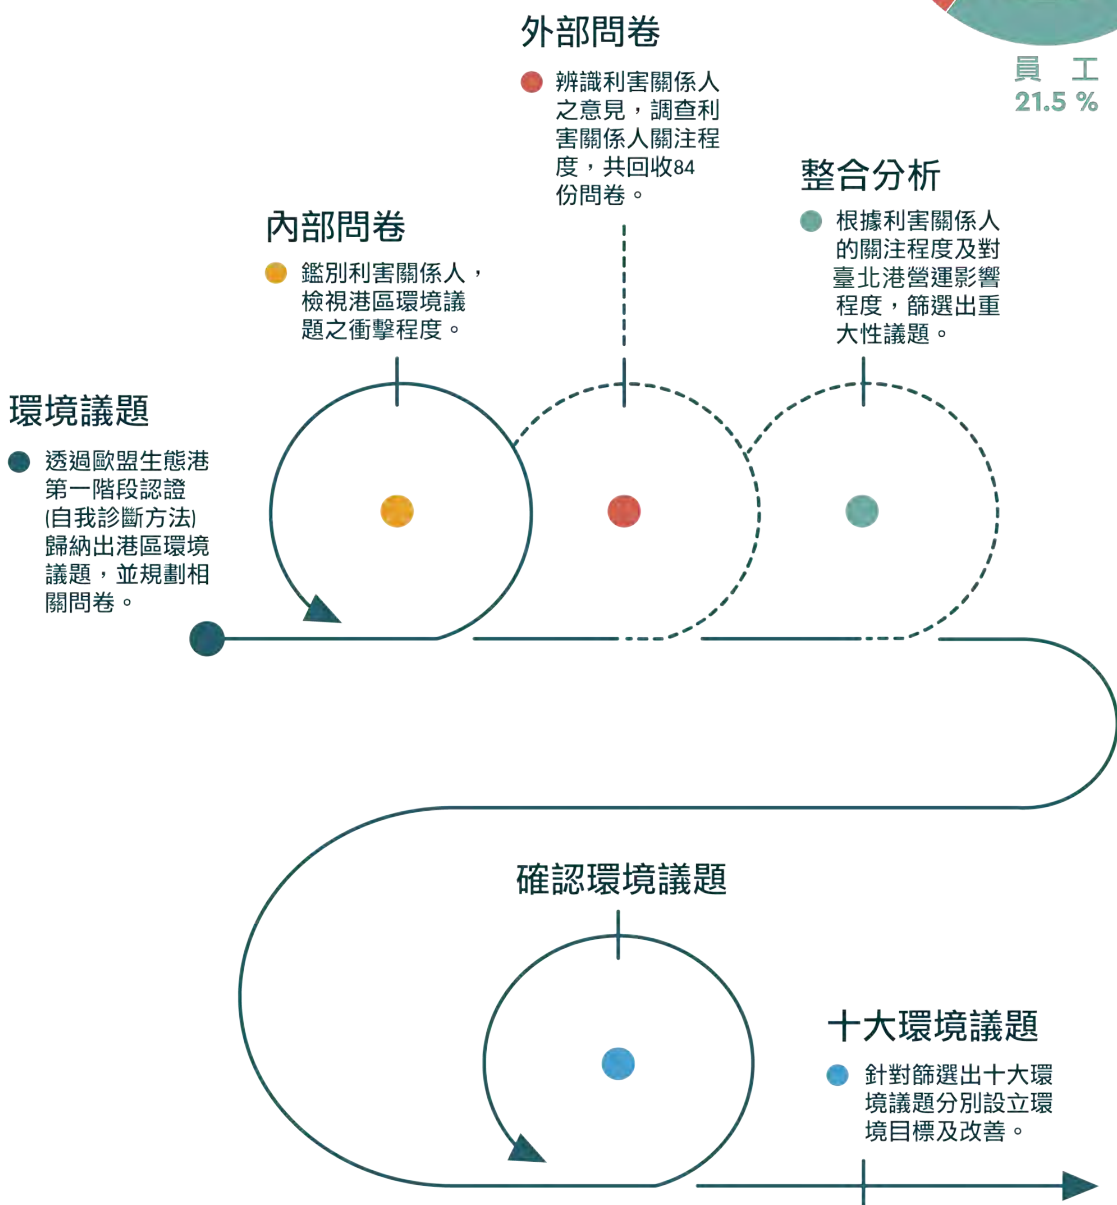 員 工
21.5 %
外部問卷
辨識利害關係人
之意見，調查利
害關係人關注程
度，共回收84
份問卷。
整合分析
根據利害關係人
的關注程度及對
臺北港營運影響
程度，篩選出重
大性議題。
內部問卷
鑑別利害關係人，
檢視港區環境議
題之衝擊程度。
環境議題
透過歐盟生態港
第一階段認證
(自我診斷方法)
歸納出港區環境
議題，並規劃相
關問卷。
確認環境議題
十大環境議題
針對篩選出十大環
境議題分別設立環
境目標及改善。